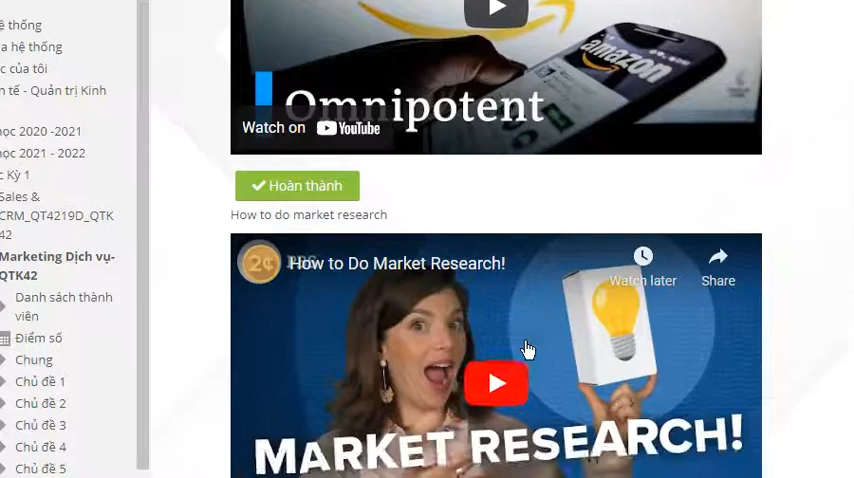 ệ thống
a hệ thống
c của tôi
n tế - Quản trị Kinh
học 2020 -2021
học 2021 - 2022
c Kỳ 1
Sales &
CRM_QT4219D_QTK
42
Marketing Dịch vụ-
QTK42
Danh sách thành
viên
Điểm số
Chung
Chủ đề 1
Chủ đề 2
Chủ đề 3
Chủ đề 4
Chủ đề 5
amazon
Omnipotent
Watch on YouTube
Hoàn thành
How to do market research
2¢ How to Do Market Research!
Watch later
Share
MARKET RESEARCH!